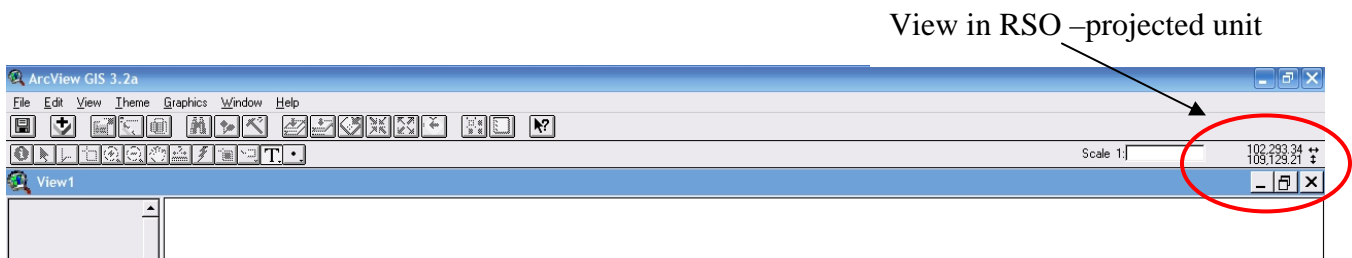 View in RSO –projected unit
ArcView GIS 3.2a
File Edit View Theme Graphics Window Help
Scale 1:
102,293.34
109,129.21
View1